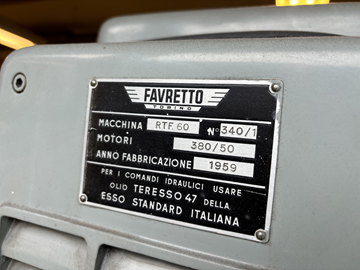 FAVRETTO
TORINO
MACCHINA RTF.60 No 340/1
MOTORI 380/50
ANNO FABBRICAZIONE 1959
PER I COMANDI IDRAULICI USARE
OLIO TERESSO 47 DELLA
ESSO STANDARD ITALIANA